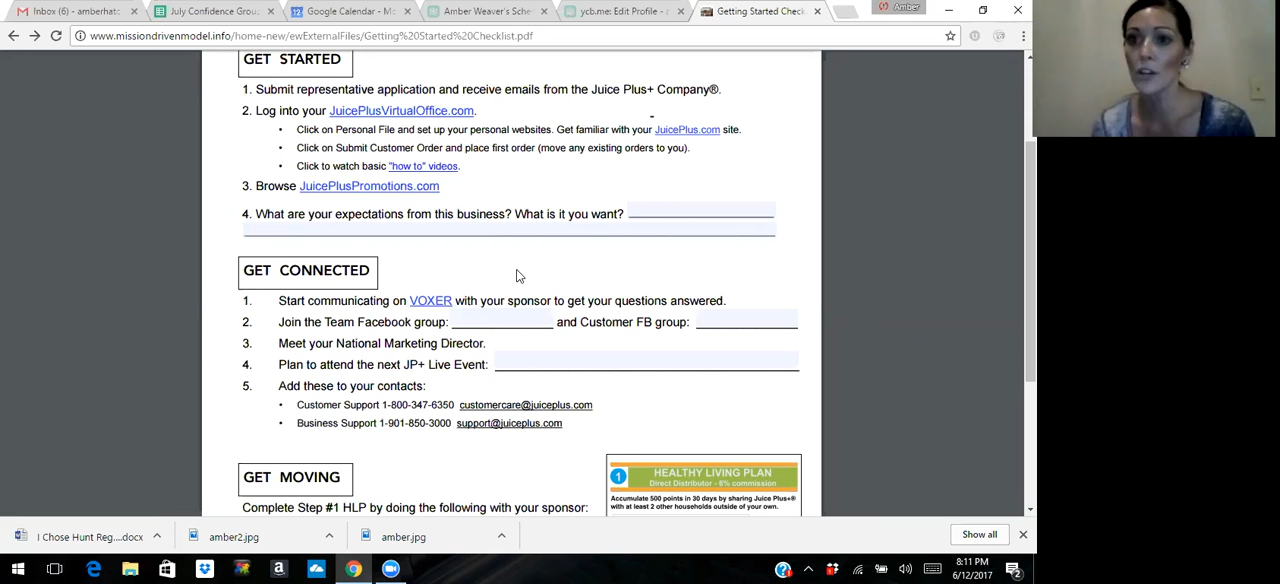 Inbox (6) - amberhatc
July Confidence Grou
Google Calendar - Mo
Amber Weaver's Sche
ycb.me: Edit Profile - a
Getting Started Check
Amber
www.missiondrivenmodel.info/home-new/ewExternalFiles/Getting%20Started%20Checklist.pdf
GET STARTED
1. Submit representative application and receive emails from the Juice Plus+ Company®.
2. Log into your JuicePlusVirtualOffice.com.
• Click on Personal File and set up your personal websites. Get familiar with your JuicePlus.com site.
• Click on Submit Customer Order and place first order (move any existing orders to you).
• Click to watch basic "how to" videos.
3. Browse JuicePlusPromotions.com
4. What are your expectations from this business? What is it you want?
GET CONNECTED
1. Start communicating on VOXER with your sponsor to get your questions answered.
2. Join the Team Facebook group: and Customer FB group:
3. Meet your National Marketing Director.
4. Plan to attend the next JP+ Live Event:
5. Add these to your contacts:
• Customer Support 1-800-347-6350 customercare@juiceplus.com
• Business Support 1-901-850-3000 support@juiceplus.com
GET MOVING
Complete Step #1 HLP by doing the following with your sponsor:
1 HEALTHY LIVING PLAN
Direct Distributor - 6% commission
Accumulate 500 points in 30 days by sharing Juice Plus+®
with at least 2 other households outside of your own.
I Chose Hunt Reg....docx
amber2.jpg
amber.jpg
Show all
8:11 PM
6/12/2017